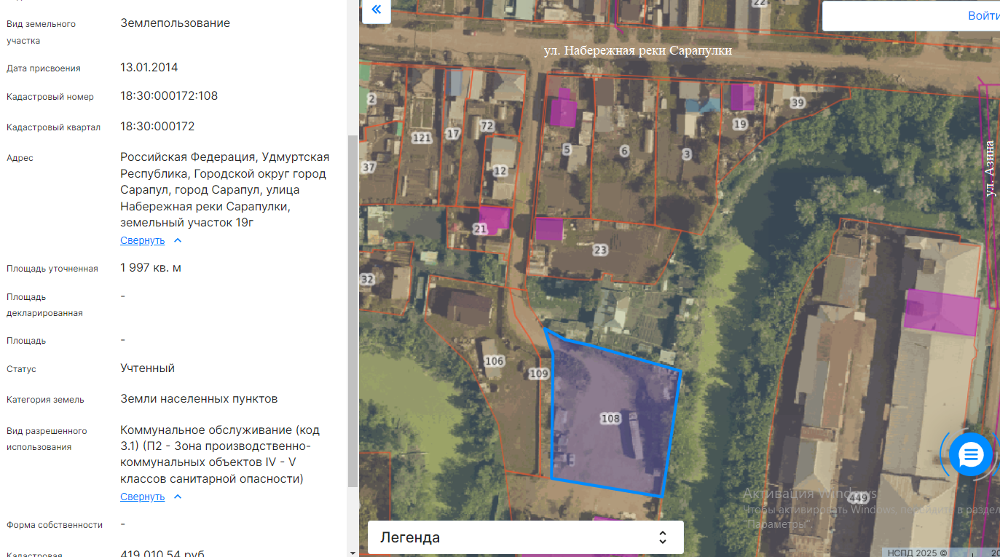 Вид земельного
участка
Землепользование
Дата присвоения
13.01.2014
Кадастровый номер
18:30:000172:108
Кадастровый квартал
18:30:000172
Адрес
Российская Федерация, Удмуртская
Республика, Городской округ город
Сарапул, город Сарапул, улица
Набережная реки Сарапулки,
земельный участок 19г
Свернуть
Площадь уточненная
1 997 кв. м
Площадь
декларированная
-
Площадь
-
Статус
Учтенный
Категория земель
Земли населенных пунктов
Вид разрешенного
использования
Коммунальное обслуживание (код
3.1) (П2 - Зона производственно-
коммунальных объектов IV - V
классов санитарной опасности)
Свернуть
Форма собственности
-
Кадастровая
419 010,54 руб.
Войти
22
ул. Набережная реки Сарапулки
2
39
72
19
17
121
5
6
3
37
12
ул. Азина
21
23
32
449
106
109
108
449
Активация Windows
Чтобы активировать Windows, перейдите в раздел
"Параметры".
Легенда
НСПД 2025 ©
20